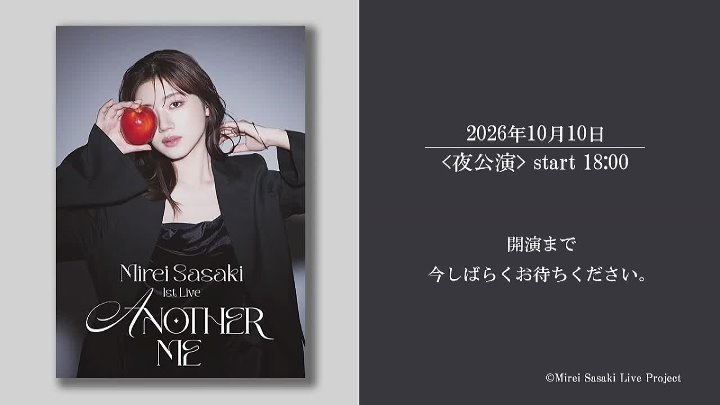 Mirei Sasaki
1st Live
ANOTHER
ME
2026年10月10日
<夜公演> start 18:00
開演まで
今しばらくお待ちください。
©Mirei Sasaki Live Project